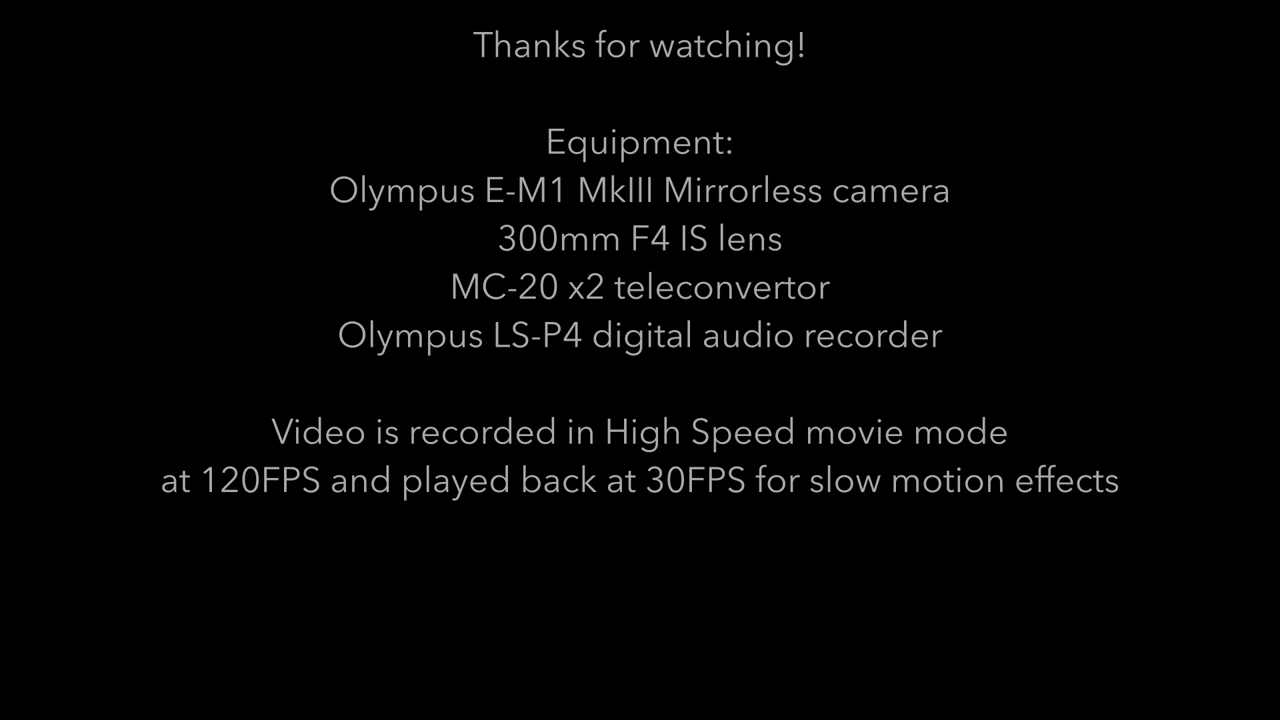 Thanks for watching!
Equipment:
Olympus E-M1 MkIII Mirrorless camera
300mm F4 IS lens
MC-20 x2 teleconvertor
Olympus LS-P4 digital audio recorder
Video is recorded in High Speed movie mode
at 120FPS and played back at 30FPS for slow motion effects